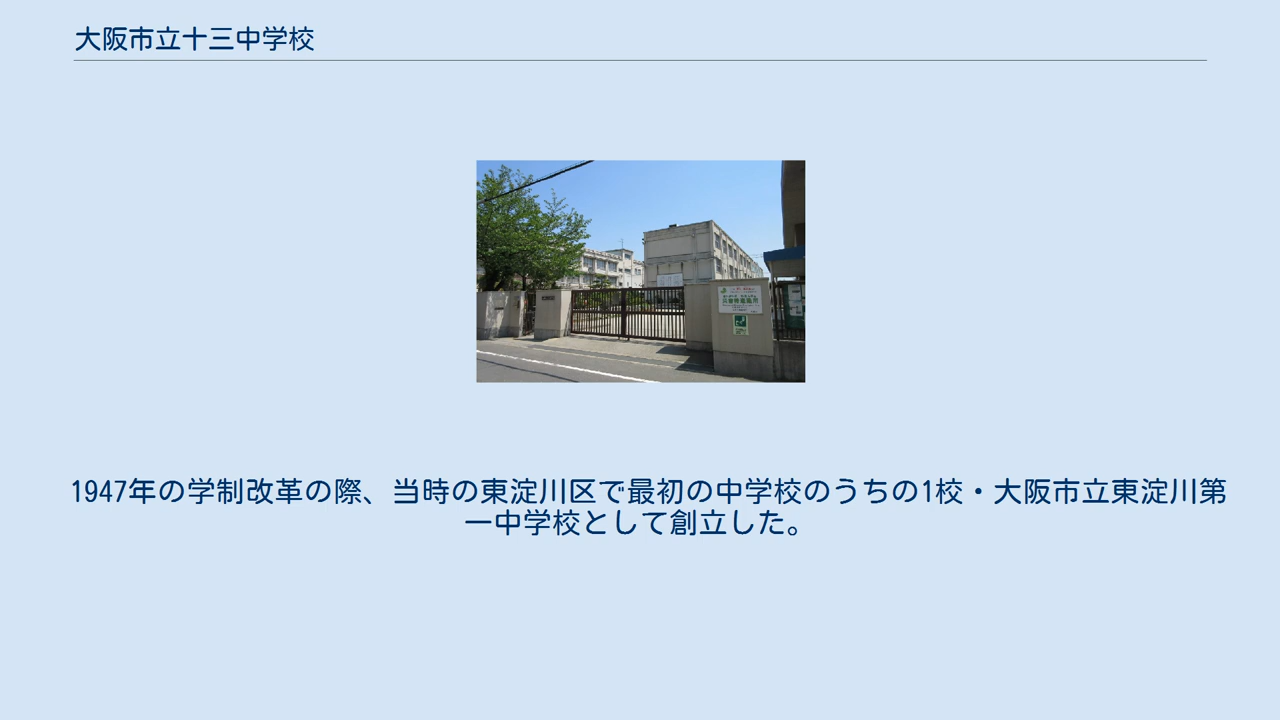 大阪市立十三中学校
1947年の学制改革の際、当時の東淀川区で最初の中学校のうちの1校・大阪市立東淀川第
一中学校として創立した。